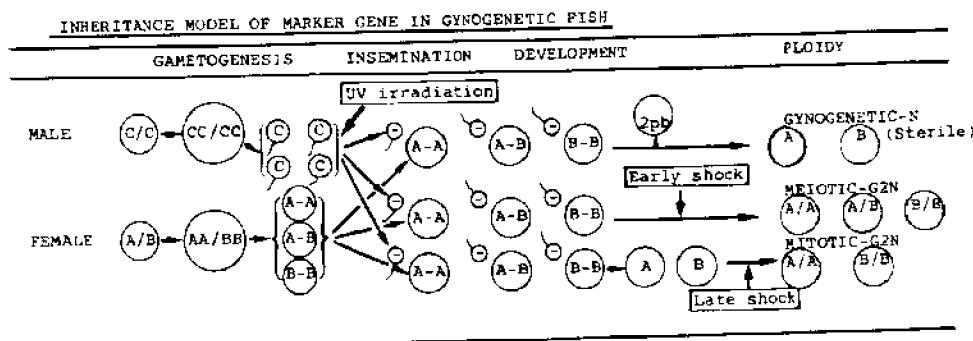 INHERITANCE MODEL OF MARKER GENE IN GYNOGENETIC FISH
GAMETOGENESIS INSEMINATION DEVELOPMENT PLOIDY
UV irradiation
MALE C/C CC/CC C C C C - A-A - A-B - B-B 2pb GYNOGENETIC-N
A B (Sterile)
Early shock
FEMALE A/B AA/BB A-A A-B B-B - A-A - A-B - B-B MEIOTIC-G2N
A/A A/B B/B
- A-A - A-B - B-B A B MITOTIC-G2N
A/A B/B
Late shock